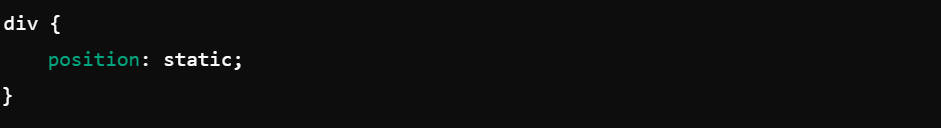 div {
    position: static;
}